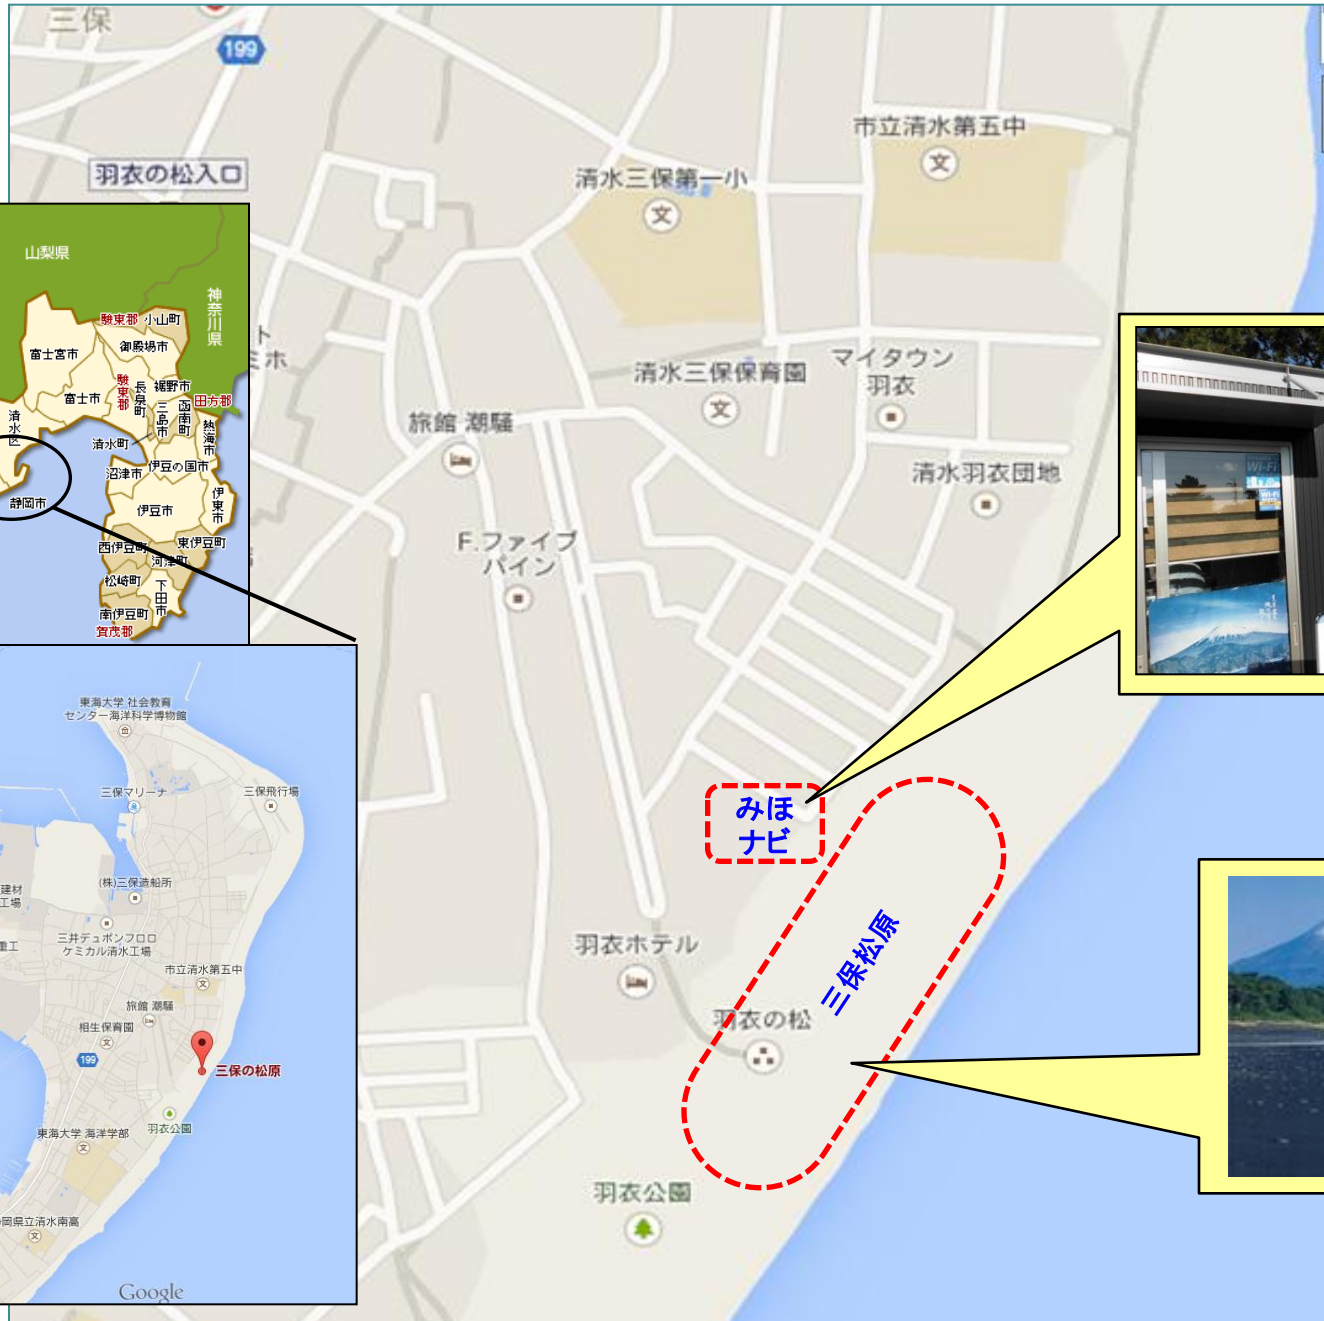 三保
199
羽衣の松入口
市立清水第五中
清水三保第一小
清水三保保育園
マイタウン
羽衣
旅館 潮騒
清水羽衣団地
F.ファイブ
パイン
みほ
ナビ
三保松原
羽衣ホテル
羽衣の松
羽衣公園
Wi-Fi
Wi-Fi
山梨県
神奈川県
駿東郡
小山町
御殿場市
富士宮市
富士市
駿東郡
長泉町
裾野市
三島市
函南町
田方郡
熱海市
清水区
清水町
沼津市
伊豆の国市
伊東市
静岡市
伊豆市
西伊豆町
東伊豆町
河津町
松崎町
下田市
南伊豆町
賀茂郡
東海大学 社会教育
センター海洋科学博物館
三保マリーナ
三保飛行場
(株)三保造船所
建材
工場
重工
三井デュポンフロロ
ケミカル清水工場
市立清水第五中
旅館 潮騒
相生保育園
199
三保の松原
羽衣公園
東海大学 海洋学部
岡県立清水南高
Google